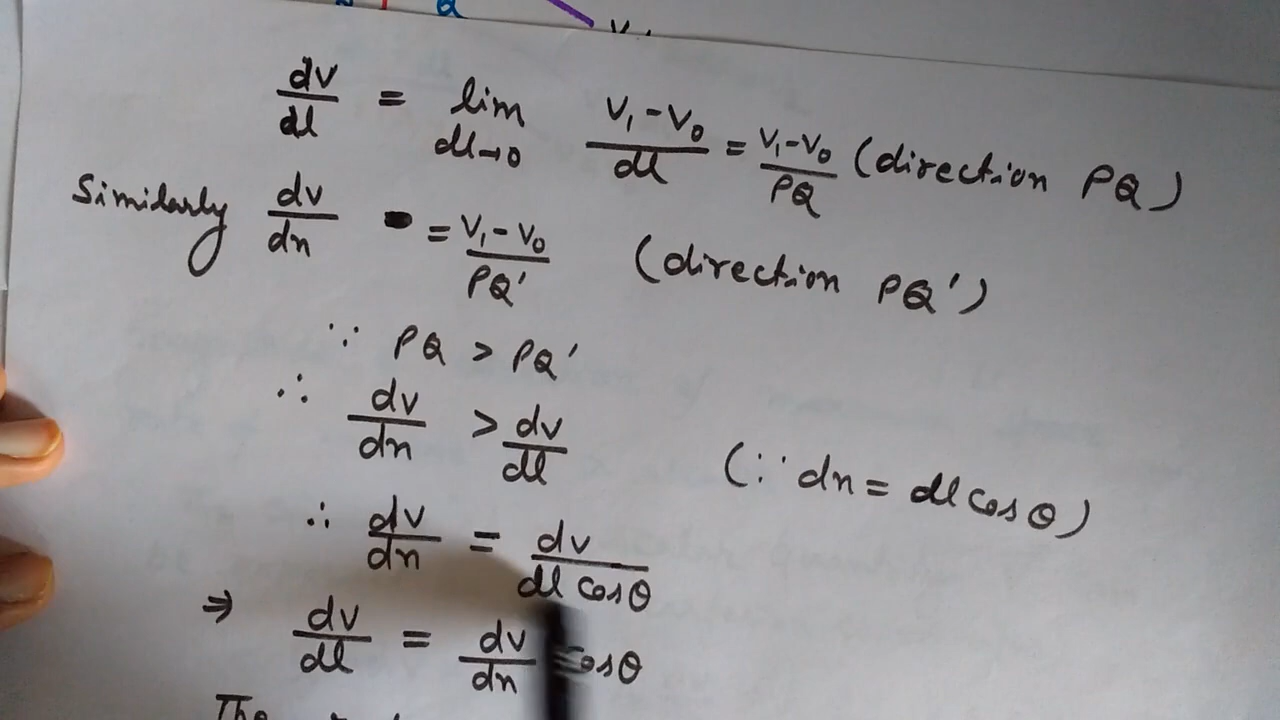 dv/dl = lim dl→0 V₁-V₀/dl = V₁-V₀/PQ (direction PQ)
Similarly dv/dn = V₁-V₀/PQ' (direction PQ')
∵ PQ > PQ'
∴ dv/dn > dv/dl (∵ dn = dl cosθ)
∴ dv/dn = dv/dl cosθ
⇒ dv/dl = dv/dn cosθ
The